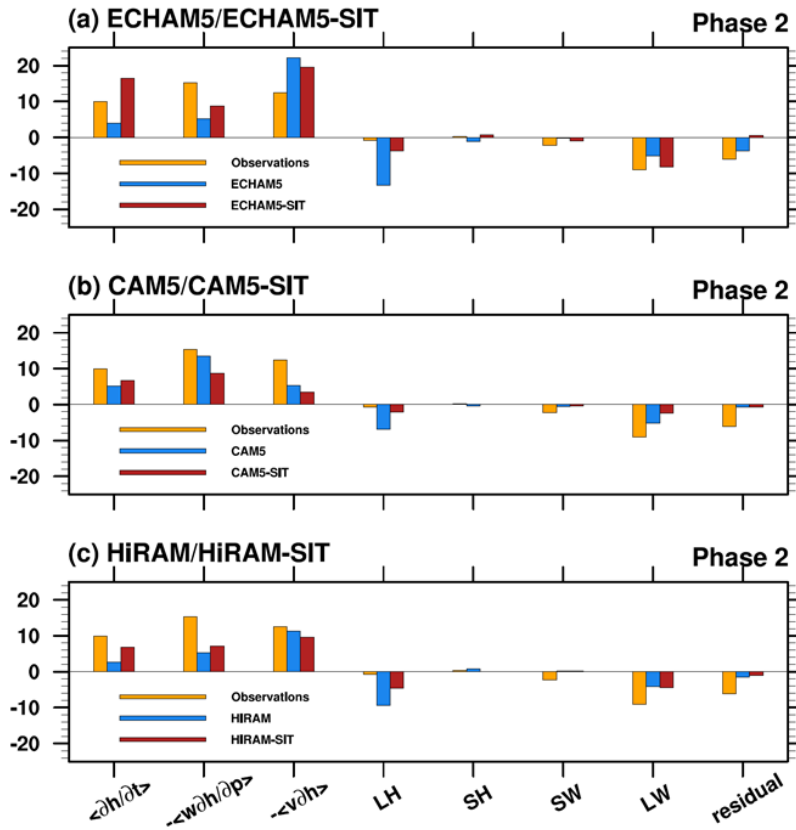 (a) ECHAM5/ECHAM5-SIT Phase 2
20
10
0
-10
-20
Observations
ECHAM5
ECHAM5-SIT
(b) CAM5/CAM5-SIT Phase 2
20
10
0
-10
-20
Observations
CAM5
CAM5-SIT
(c) HiRAM/HiRAM-SIT Phase 2
20
10
0
-10
-20
Observations
HIRAM
HIRAM-SIT
<∂h/∂t> -<w∂h/∂p> -<v∂h> LH SH SW LW residual